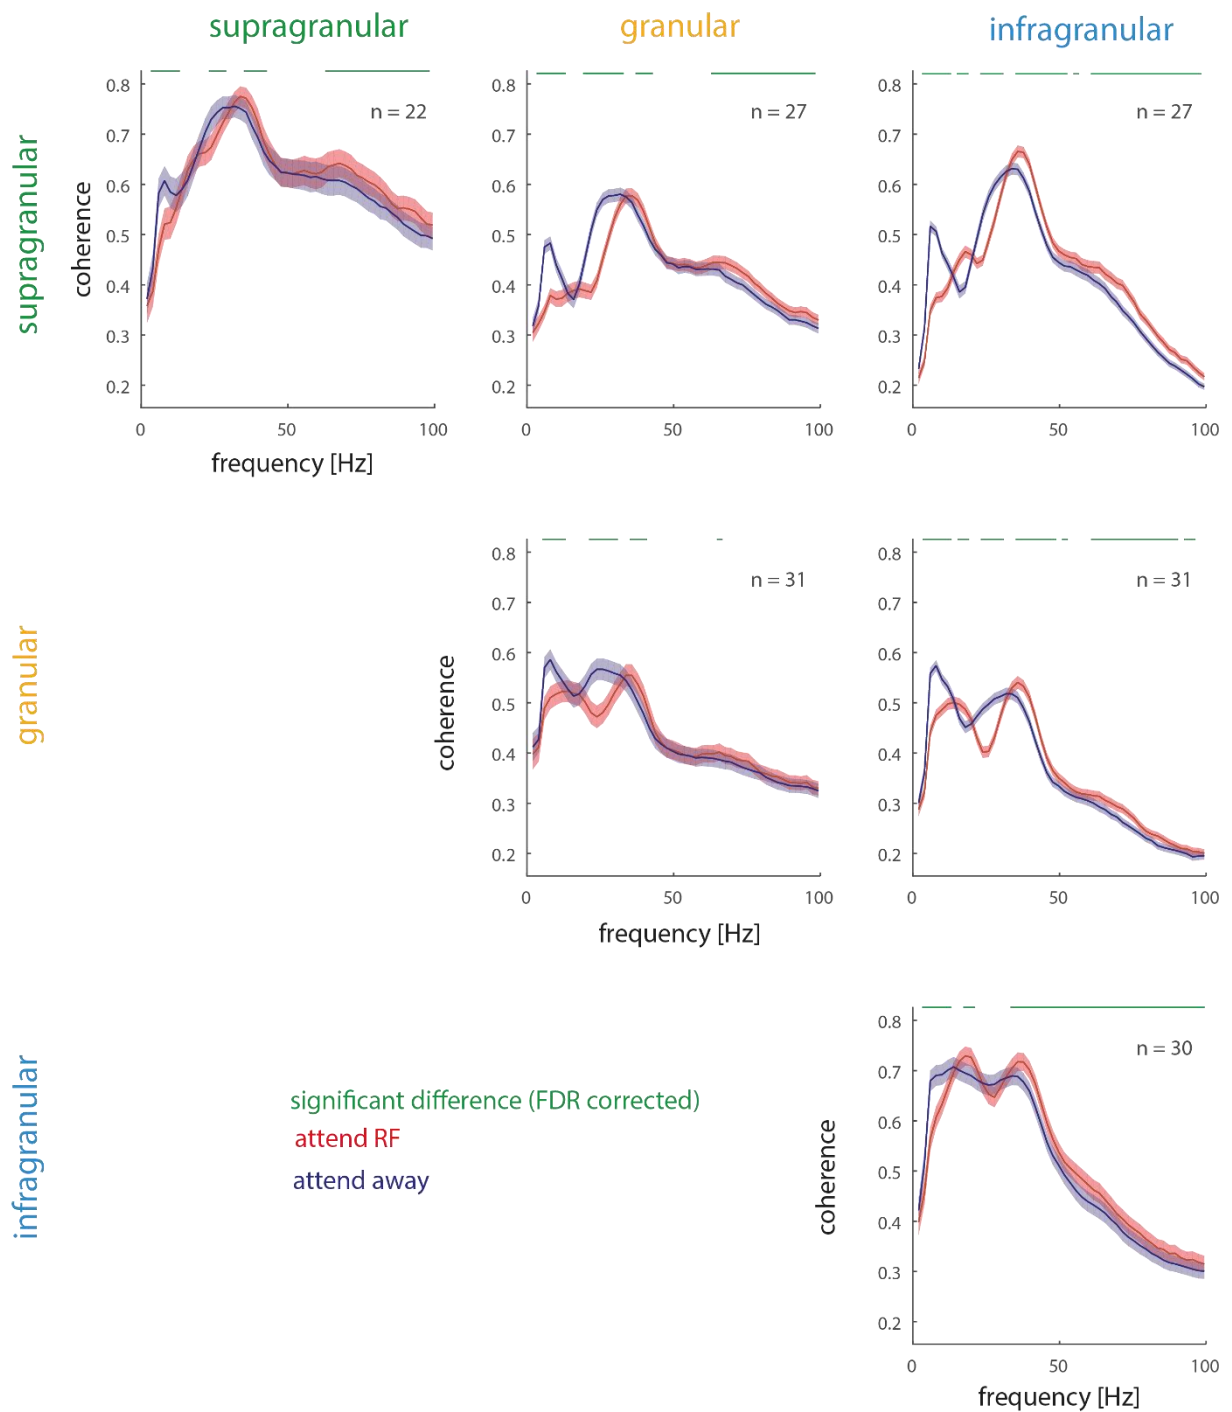 supragranular granular infragranular
supragranular
coherence
0.8
0.7
0.6
0.5
0.4
0.3
0.2
n = 22
0 50 100
frequency [Hz]
0.8
0.7
0.6
0.5
0.4
0.3
0.2
n = 27
0 50 100
0.8
0.7
0.6
0.5
0.4
0.3
0.2
n = 27
0 50 100
granular
coherence
0.8
0.7
0.6
0.5
0.4
0.3
0.2
n = 31
0 50 100
frequency [Hz]
0.8
0.7
0.6
0.5
0.4
0.3
0.2
n = 31
0 50 100
infragranular
significant difference (FDR corrected)
attend RF
attend away
coherence
0.8
0.7
0.6
0.5
0.4
0.3
0.2
n = 30
0 50 100
frequency [Hz]